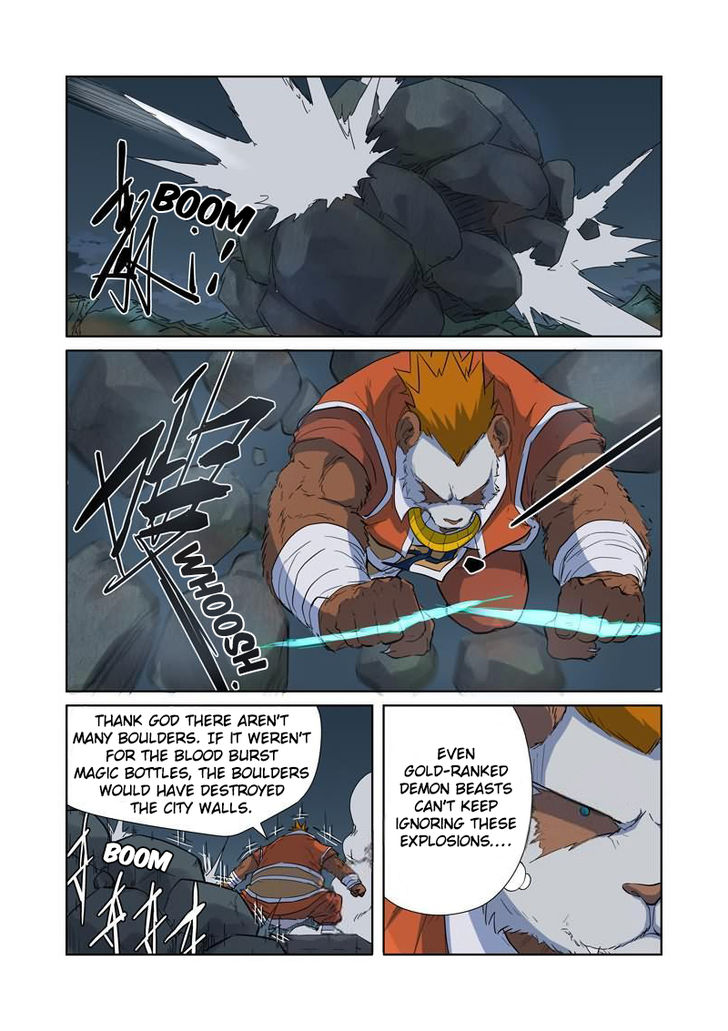 BOOM
WHOOSH
THANK GOD THERE AREN'T
MANY BOULDERS. IF IT WEREN'T
FOR THE BLOOD BURST
MAGIC BOTTLES, THE BOULDERS
WOULD HAVE DESTROYED
THE CITY WALLS.
BOOM
EVEN
GOLD-RANKED
DEMON BEASTS
CAN'T KEEP
IGNORING THESE
EXPLOSIONS....